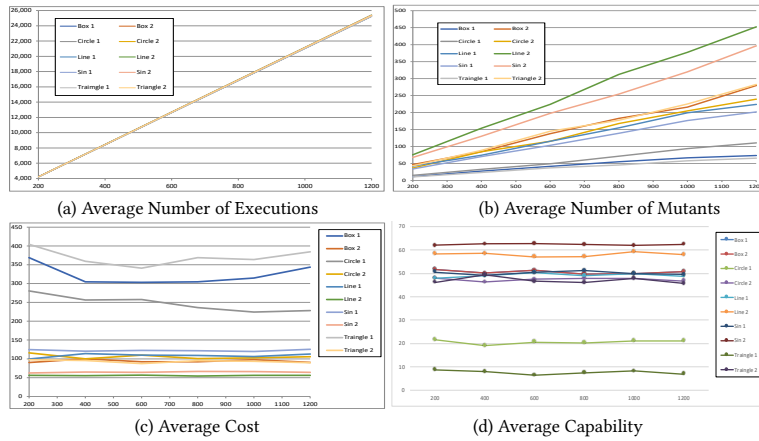 26,000
24,000
22,000
20,000
18,000
16,000
14,000
12,000
10,000
8,000
6,000
4,000
Box 1 Box 2
Circle 1 Circle 2
Line 1 Line 2
Sin 1 Sin 2
Traimgle 1 Triangle 2
200 400 600 800 1000 1200
(a) Average Number of Executions
500
450
400
350
300
250
200
150
100
50
0
Box 1 Box 2
Circle 1 Circle 2
Line 1 Line 2
Sin 1 Sin 2
Traingle 1 Triangle 2
200 300 400 500 600 700 800 900 1000 1100 1200
(b) Average Number of Mutants
450
400
350
300
250
200
150
100
50
0
200 400 600 800 1000 1200
Box 1
Box 2
Circle 1
Circle 2
Line 1
Line 2
Sin 1
Sin 2
Traingle 1
Triangle 2
(c) Average Cost
70
60
50
40
30
20
10
0
200 400 600 800 1000 1200
Box 1
Box 2
Circle 1
Circle 2
Line 1
Line 2
Sin 1
Sin 2
Traingle 1
Traingle 2
(d) Average Capability